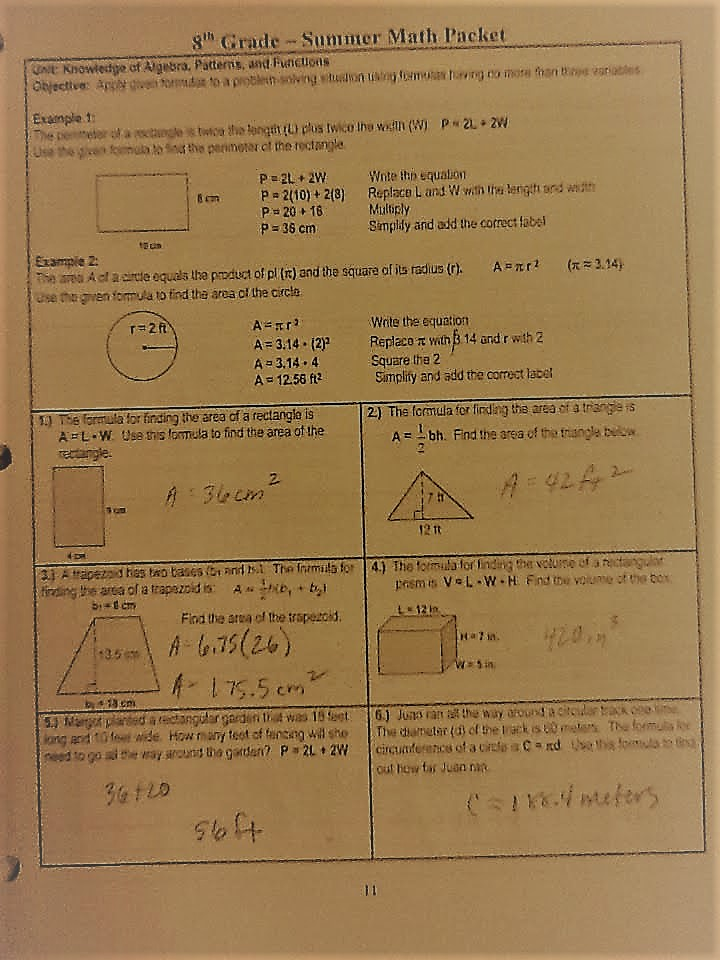 8th Grade – Summer Math Packet
Unit: Knowledge of Algebra, Patterns, and Functions
Objective: Apply given formulas to a problem-solving situation using formulas having no more than three variables.
Example 1:
The perimeter of a rectangle is twice the length (L) plus twice the width (W). P = 2L + 2W
Use the given formula to find the perimeter of the rectangle.
8 cm
10 cm
P = 2L + 2W Write the equation
P = 2(10) + 2(8) Replace L and W with the length and width
P = 20 + 16 Multiply
P = 36 cm Simplify and add the correct label
Example 2:
The area A of a circle equals the product of pi (π) and the square of its radius (r). A = π r² (π ≈ 3.14)
Use the given formula to find the area of the circle.
r = 2 ft
A = π r² Write the equation
A = 3.14 • (2)² Replace π with 3.14 and r with 2
A = 3.14 • 4 Square the 2
A = 12.56 ft² Simplify and add the correct label
1.) The formula for finding the area of a rectangle is
A = L • W. Use this formula to find the area of the
rectangle.
9 cm
4 cm
A = 36 cm²
2.) The formula for finding the area of a triangle is
A = 1/2 bh. Find the area of the triangle below.
7 ft
12 ft
A = 42 ft²
3.) A trapezoid has two bases (b₁ and b₂). The formula for
finding the area of a trapezoid is: A = ½h(b₁ + b₂)
b₁ = 8 cm
Find the area of the trapezoid.
13.5 cm
b₂ = 18 cm
A = 6.75(26)
A = 175.5 cm²
4.) The formula for finding the volume of a rectangular
prism is V = L • W • H. Find the volume of the box.
L = 12 in.
H = 7 in.
W = 5 in.
420 in³
5.) Margot planted a rectangular garden that was 18 feet
long and 10 feet wide. How many feet of fencing will she
need to go all the way around the garden? P = 2L + 2W
36+20
56 ft
6.) Juan ran all the way around a circular track one time.
The diameter (d) of the track is 60 meters. The formula for
circumference of a circle is C = πd. Use this formula to find
out how far Juan ran.
C = 188.4 meters
11